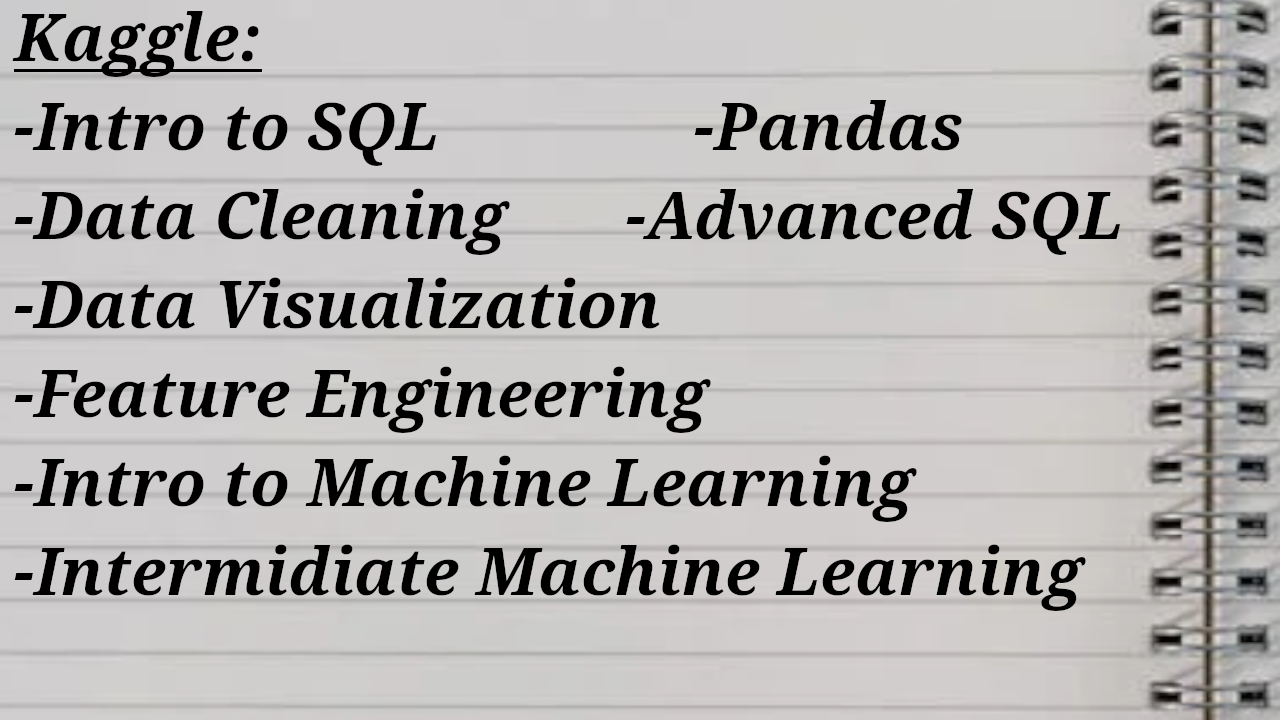 Kaggle:
-Intro to SQL -Pandas
-Data Cleaning -Advanced SQL
-Data Visualization
-Feature Engineering
-Intro to Machine Learning
-Intermidiate Machine Learning